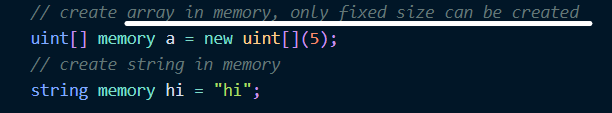 // create array in memory, only fixed size can be created
uint[] memory a = new uint[](5);
// create string in memory
string memory hi = "hi";